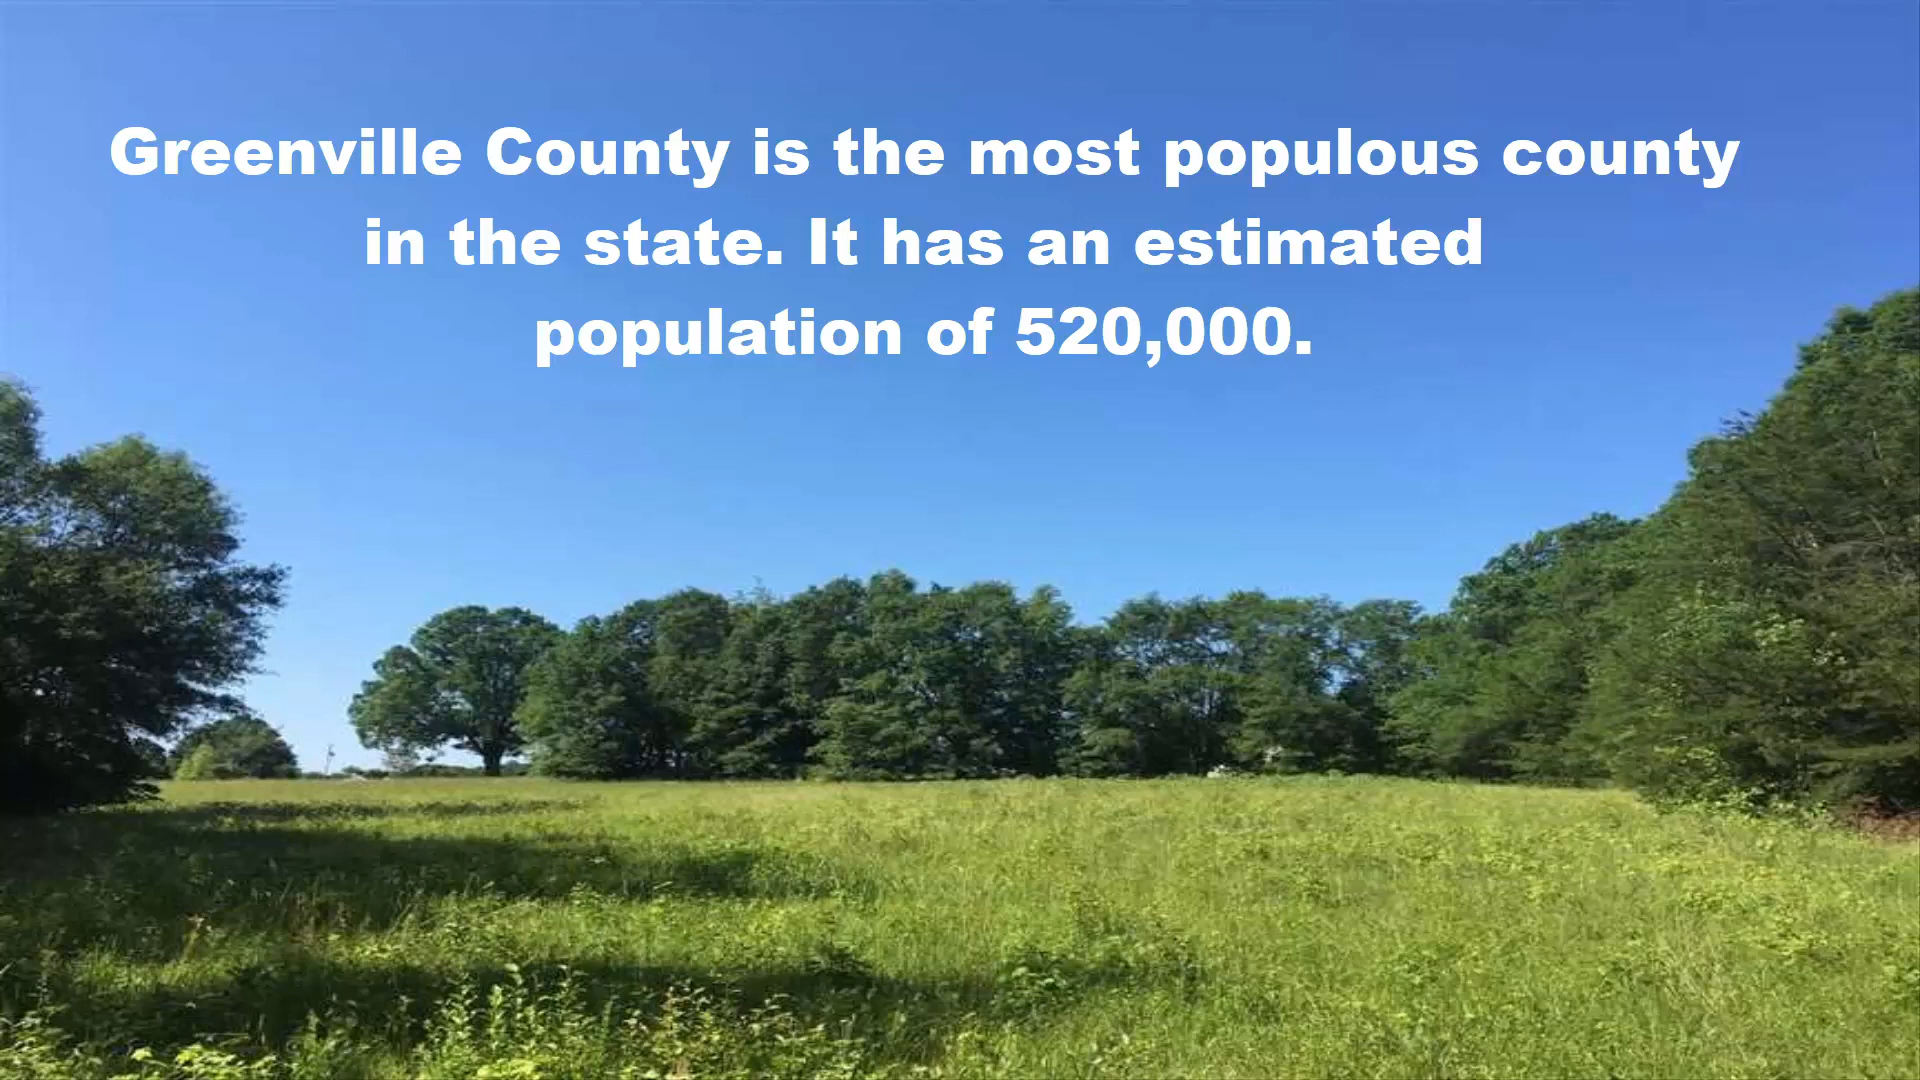 Greenville County is the most populous county
in the state. It has an estimated
population of 520,000.